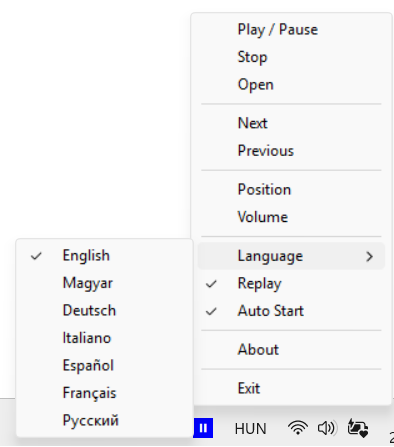 Play / Pause
Stop
Open
Next
Previous
Position
Volume
Language
Replay
Auto Start
About
Exit
English
Magyar
Deutsch
Italiano
Español
Français
Русский
HUN